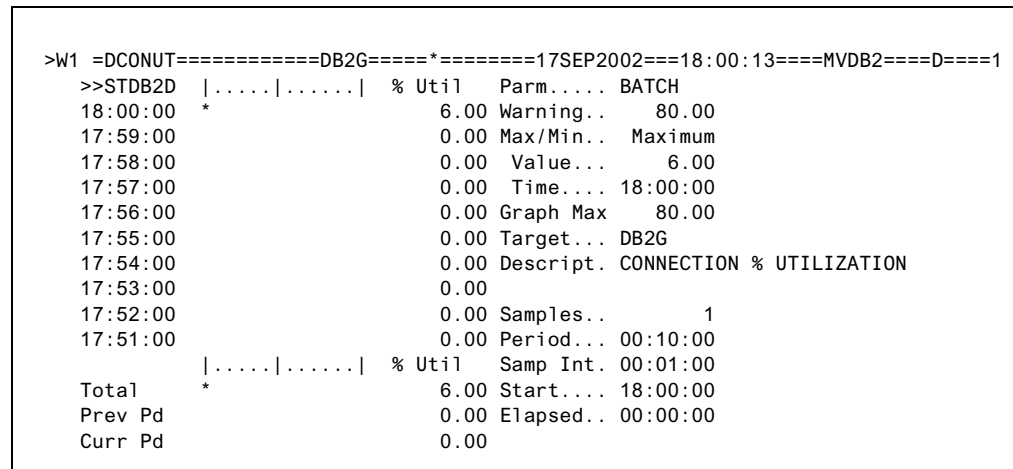 >W1 =DCONUT============DB2G=====*========17SEP2002===18:00:13====MVDB2====D====1
>>STDB2D |.....|......| % Util Parm..... BATCH
18:00:00 * 6.00 Warning.. 80.00
17:59:00 0.00 Max/Min.. Maximum
17:58:00 0.00 Value... 6.00
17:57:00 0.00 Time.... 18:00:00
17:56:00 0.00 Graph Max 80.00
17:55:00 0.00 Target... DB2G
17:54:00 0.00 Descript. CONNECTION % UTILIZATION
17:53:00 0.00
17:52:00 0.00 Samples.. 1
17:51:00 0.00 Period... 00:10:00
|.....|......| % Util Samp Int. 00:01:00
Total * 6.00 Start.... 18:00:00
Prev Pd 0.00 Elapsed.. 00:00:00
Curr Pd 0.00